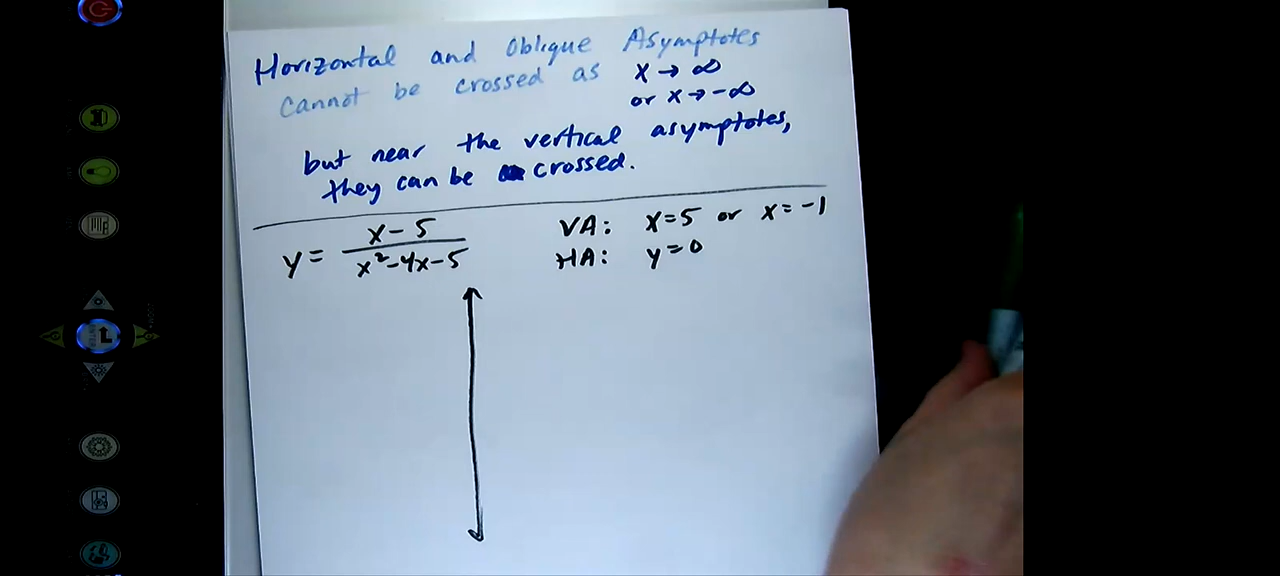 Horizontal and Oblique Asymptotes
cannot be crossed as x → ∞
or x → -∞
but near the vertical asymptotes,
they can be crossed.
y = (x - 5)/(x² - 4x - 5)
VA: x = 5 or x = -1
HA: y = 0